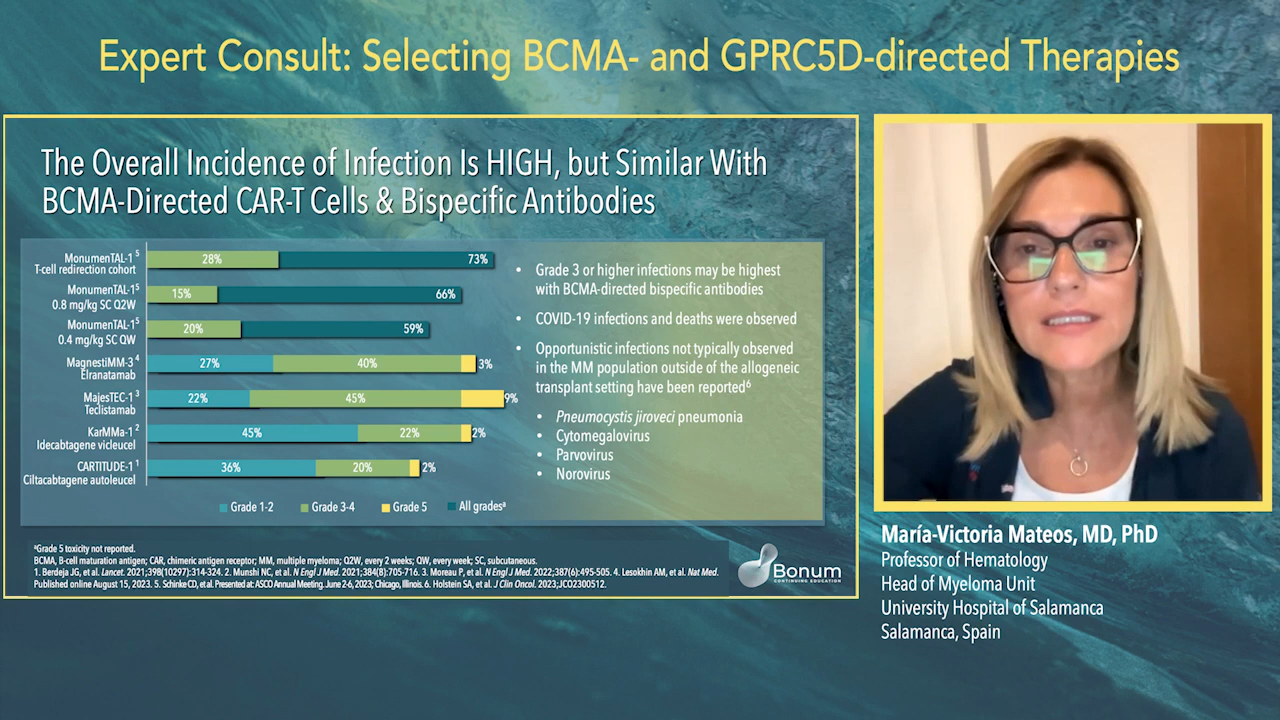 Expert Consult: Selecting BCMA- and GPRC5D-directed Therapies
The Overall Incidence of Infection Is HIGH, but Similar With
BCMA-Directed CAR-T Cells & Bispecific Antibodies
MonumenTAL-1⁵
T-cell redirection cohort
28%
73%
MonumenTAL-1⁵
0.8 mg/kg SC Q2W
15%
66%
MonumenTAL-1⁵
0.4 mg/kg SC QW
20%
59%
MagnestiMM-3⁴
Elranatamab
27%
40%
3%
MajesTEC-1³
Teclistamab
22%
45%
9%
KarMMa-1²
Idecabtagene vicleucel
45%
22%
2%
CARTITUDE-1¹
Ciltacabtagene autoleucel
36%
20%
2%
Grade 1-2
Grade 3-4
Grade 5
All gradesª
• Grade 3 or higher infections may be highest
with BCMA-directed bispecific antibodies
• COVID-19 infections and deaths were observed
• Opportunistic infections not typically observed
in the MM population outside of the allogeneic
transplant setting have been reported⁶
• Pneumocystis jiroveci pneumonia
• Cytomegalovirus
• Parvovirus
• Norovirus
ªGrade 5 toxicity not reported.
BCMA, B-cell maturation antigen; CAR, chimeric antigen receptor; MM, multiple myeloma; Q2W, every 2 weeks; QW, every week; SC, subcutaneous.
1. Berdeja JG, et al. Lancet. 2021;398(10297):314-324. 2. Munshi NC, et al. N Engl J Med. 2021;384(8):705-716. 3. Moreau P, et al. N Engl J Med. 2022;387(6):495-505. 4. Lesokhin AM, et al. Nat Med.
Published online August 15, 2023. 5. Schinke CD, et al. Presented at: ASCO Annual Meeting. June 2-6, 2023; Chicago, Illinois. 6. Holstein SA, et al. J Clin Oncol. 2023;JCO2300512.
Bonum
CONTINUING EDUCATION
María-Victoria Mateos, MD, PhD
Professor of Hematology
Head of Myeloma Unit
University Hospital of Salamanca
Salamanca, Spain